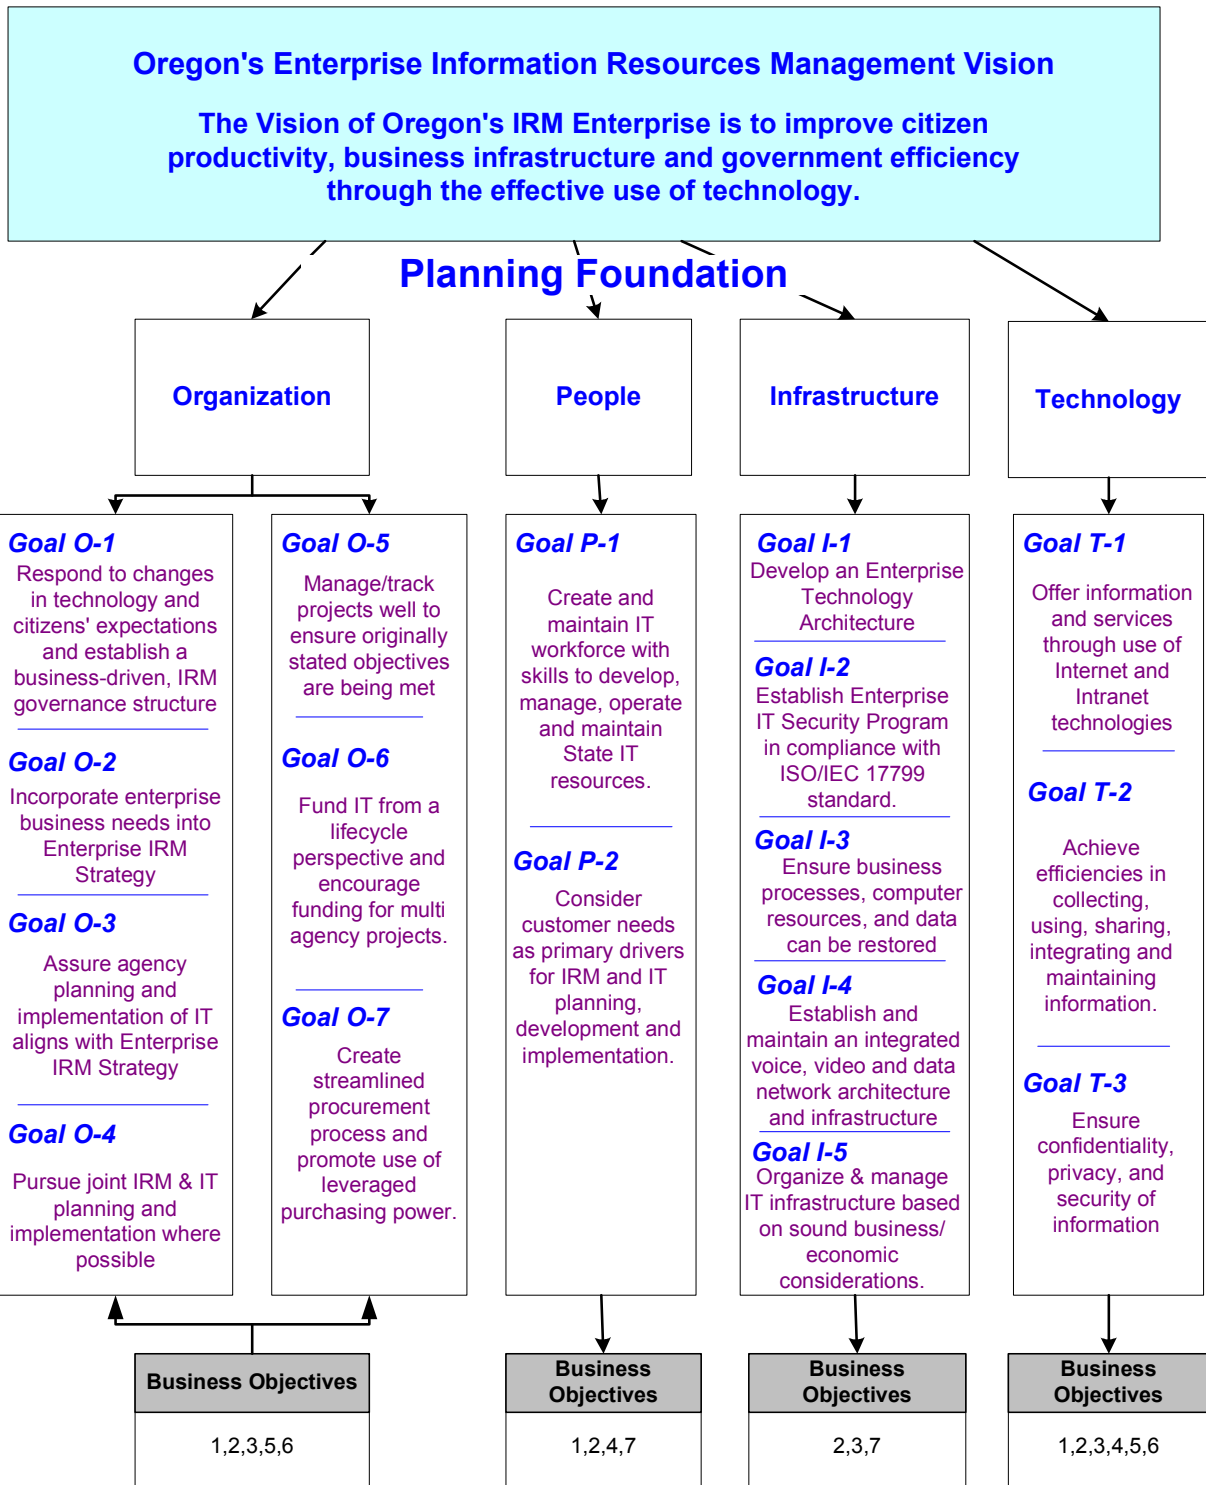 Oregon's Enterprise Information Resources Management Vision
The Vision of Oregon's IRM Enterprise is to improve citizen
productivity, business infrastructure and government efficiency
through the effective use of technology.
Planning Foundation
Organization
People
Infrastructure
Technology
Goal O-1
Respond to changes
in technology and
citizens' expectations
and establish a
business-driven, IRM
governance structure
Goal O-2
Incorporate enterprise
business needs into
Enterprise IRM
Strategy
Goal O-3
Assure agency
planning and
implementation of IT
aligns with Enterprise
IRM Strategy
Goal O-4
Pursue joint IRM & IT
planning and
implementation where
possible
Goal O-5
Manage/track
projects well to
ensure originally
stated objectives
are being met
Goal O-6
Fund IT from a
lifecycle
perspective and
encourage
funding for multi
agency projects.
Goal O-7
Create
streamlined
procurement
process and
promote use of
leveraged
purchasing power.
Goal P-1
Create and
maintain IT
workforce with
skills to develop,
manage, operate
and maintain
State IT
resources.
Goal P-2
Consider
customer needs
as primary drivers
for IRM and IT
planning,
development and
implementation.
Goal I-1
Develop an Enterprise
Technology
Architecture
Goal I-2
Establish Enterprise
IT Security Program
in compliance with
ISO/IEC 17799
standard.
Goal I-3
Ensure business
processes, computer
resources, and data
can be restored
Goal I-4
Establish and
maintain an integrated
voice, video and data
network architecture
and infrastructure
Goal I-5
Organize & manage
IT infrastructure based
on sound business/
economic
considerations.
Goal T-1
Offer information
and services
through use of
Internet and
Intranet
technologies
Goal T-2
Achieve
efficiencies in
collecting,
using, sharing,
integrating and
maintaining
information.
Goal T-3
Ensure
confidentiality,
privacy, and
security of
information
Business Objectives
1,2,3,5,6
Business
Objectives
1,2,4,7
Business
Objectives
2,3,7
Business
Objectives
1,2,3,4,5,6